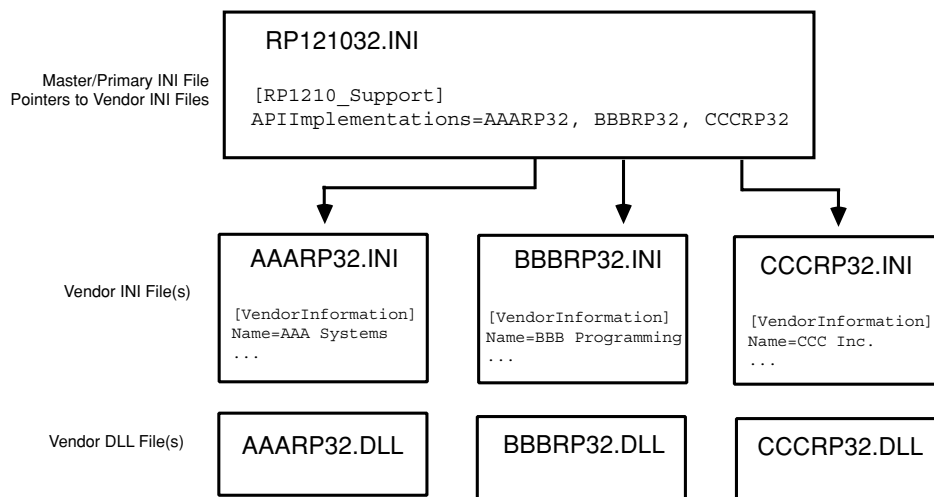 RP121032.INI
Master/Primary INI File
Pointers to Vendor INI Files
[RP1210_Support]
APIImplementations=AAARP32, BBBRP32, CCCRP32
Vendor INI File(s)
AAARP32.INI
[VendorInformation]
Name=AAA Systems
...
BBBRP32.INI
[VendorInformation]
Name=BBB Programming
...
CCCRP32.INI
[VendorInformation]
Name=CCC Inc.
...
Vendor DLL File(s)
AAARP32.DLL
BBBRP32.DLL
CCCRP32.DLL